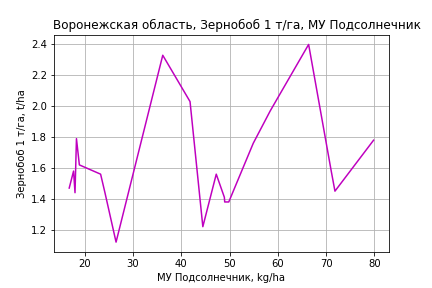 Воронежская область, Зернобоб 1 т/га, МУ Подсолнечник
Зернобоб 1 т/га, t/ha
2.4
2.2
2.0
1.8
1.6
1.4
1.2
20 30 40 50 60 70 80
МУ Подсолнечник, kg/ha